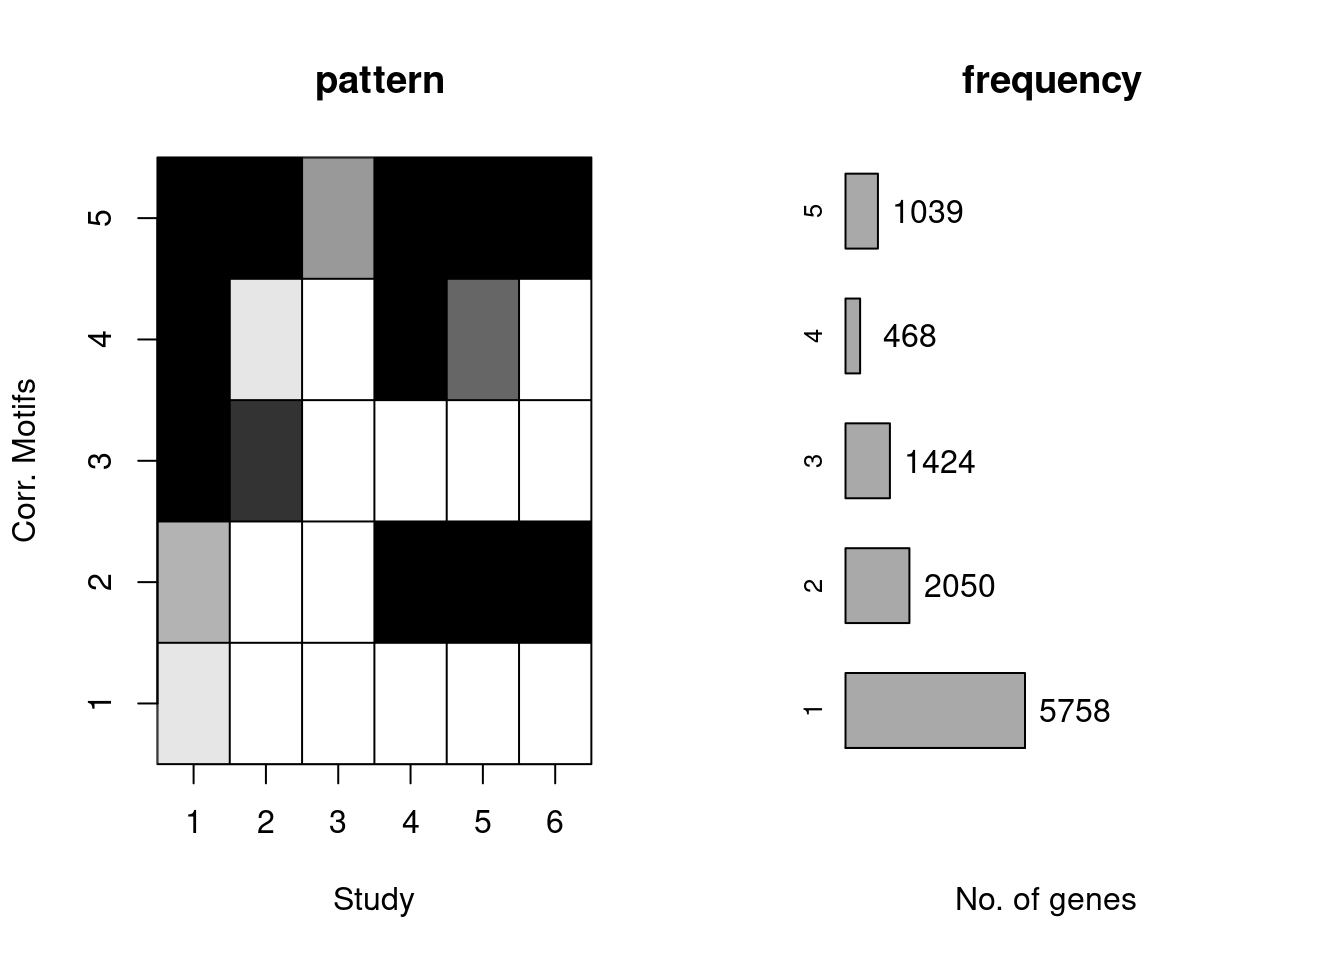 pattern
Corr. Motifs
5
4
3
2
1
1 2 3 4 5 6
Study
frequency
5 1039
4 468
3 1424
2 2050
1 5758
No. of genes